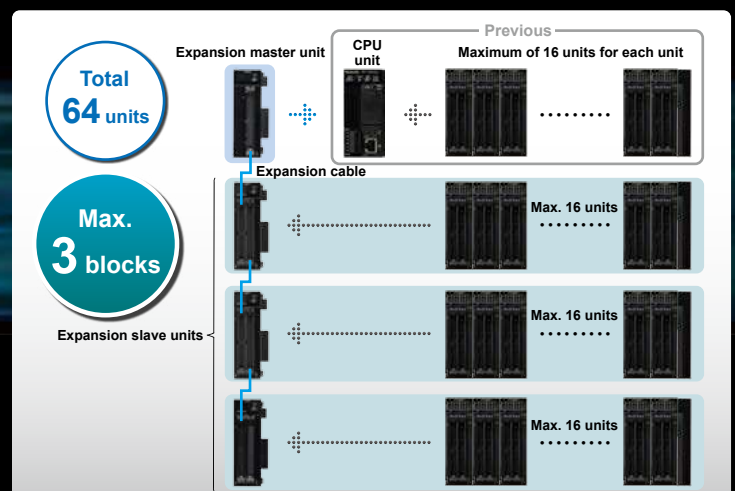 Previous
Expansion master unit
CPU
unit
Maximum of 16 units for each unit
Total
64 units
Expansion cable
Max.
3 blocks
Max. 16 units
Expansion slave units
Max. 16 units
Max. 16 units